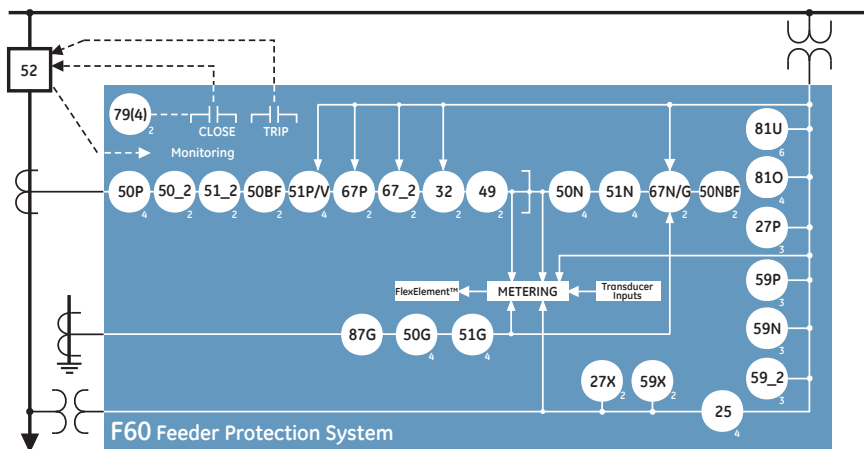 52
79(4) 2
CLOSE TRIP
Monitoring
81U 6
81O 4
50P 4 50_2 2 51_2 2 50BF 2 51P/V 4 67P 2 67_2 2 32 2 49 2 50N 4 51N 4 67N/G 2 50NBF 2
27P 3
59P 3
FlexElement™ METERING Transducer Inputs
59N 3
87G 50G 4 51G 4
59_2 3
27X 2 59X 2
25 4
F60 Feeder Protection System